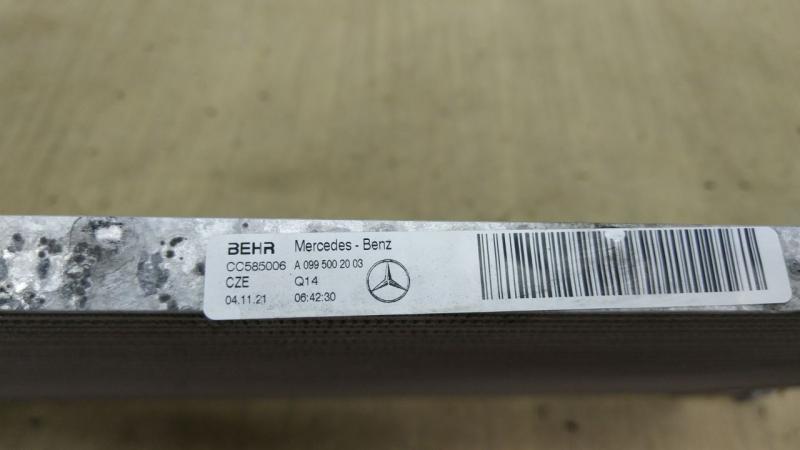 BEHR Mercedes - Benz
CC585006 A 099 500 20 03
CZE Q14
04.11.21 06:42:30